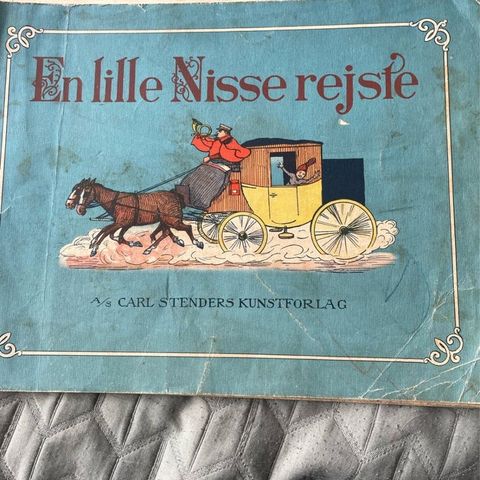 En lille Nisse rejste
A/S CARL STENDERS KUNSTFORLAG